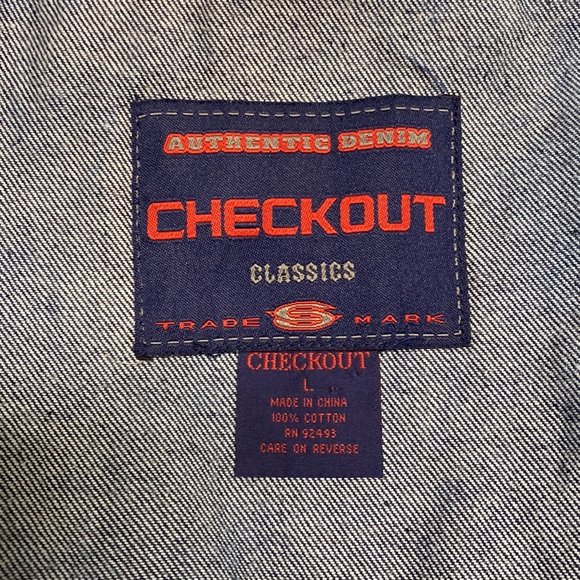 AUTHENTIC DENIM
CHECKOUT
CLASSICS
TRADE S MARK
CHECKOUT
L
MADE IN CHINA
100% COTTON
RN 92493
CARE ON REVERSE